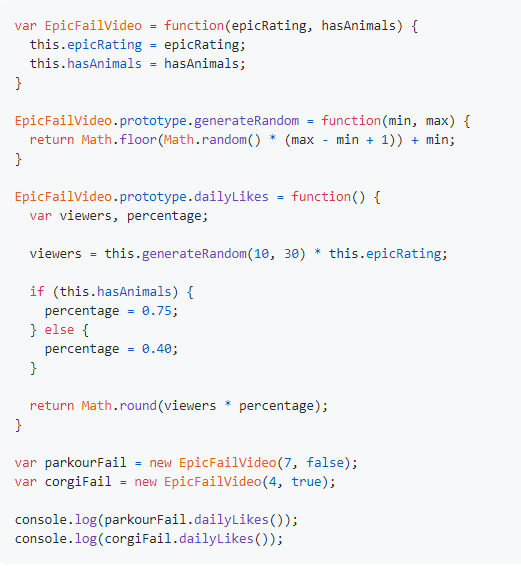 var EpicFailVideo = function(epicRating, hasAnimals) {
  this.epicRating = epicRating;
  this.hasAnimals = hasAnimals;
}

EpicFailVideo.prototype.generateRandom = function(min, max) {
  return Math.floor(Math.random() * (max - min + 1)) + min;
}

EpicFailVideo.prototype.dailyLikes = function() {
  var viewers, percentage;

  viewers = this.generateRandom(10, 30) * this.epicRating;

  if (this.hasAnimals) {
    percentage = 0.75;
  } else {
    percentage = 0.40;
  }

  return Math.round(viewers * percentage);
}

var parkourFail = new EpicFailVideo(7, false);
var corgiFail = new EpicFailVideo(4, true);

console.log(parkourFail.dailyLikes());
console.log(corgiFail.dailyLikes());